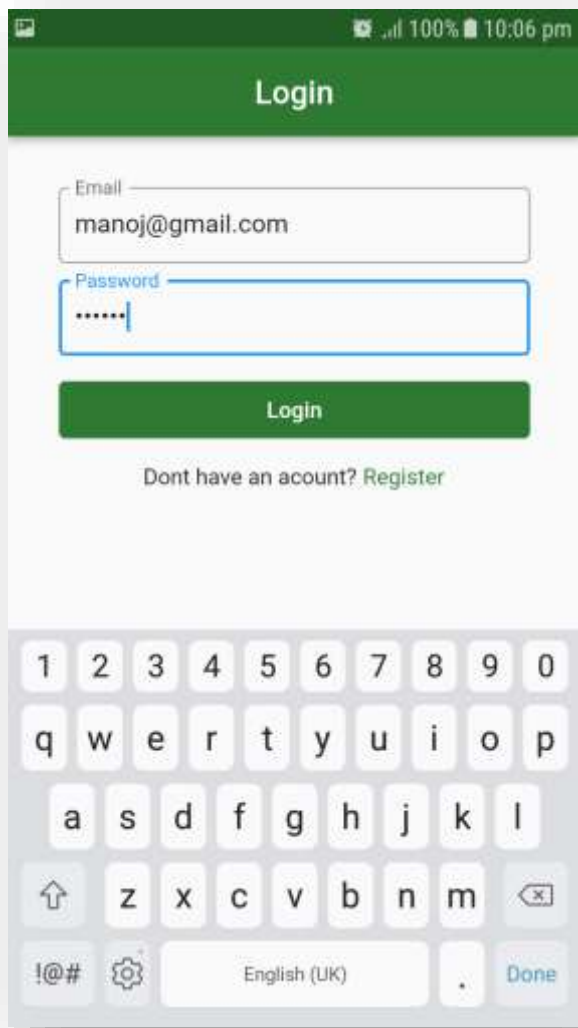 100% 10:06 pm
Login
Email
manoj@gmail.com
Password
••••••
Login
Dont have an acount? Register
1 2 3 4 5 6 7 8 9 0
q w e r t y u i o p
a s d f g h j k l
z x c v b n m
!@# English (UK) . Done